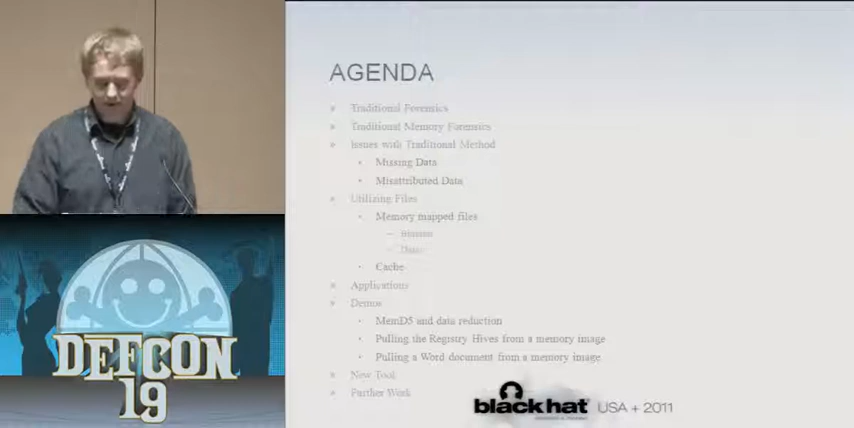 AGENDA
Traditional Forensics
Traditional Memory Forensics
Issues with Traditional Method
Missing Data
Misattributed Data
Utilizing Files
Memory mapped files
Cache
Applications
Demos
MemD5 and data reduction
Pulling the Registry Hives from a memory image
Pulling a Word document from a memory image
New Tool
Further Work
black hat USA + 2011
DEFCON
19